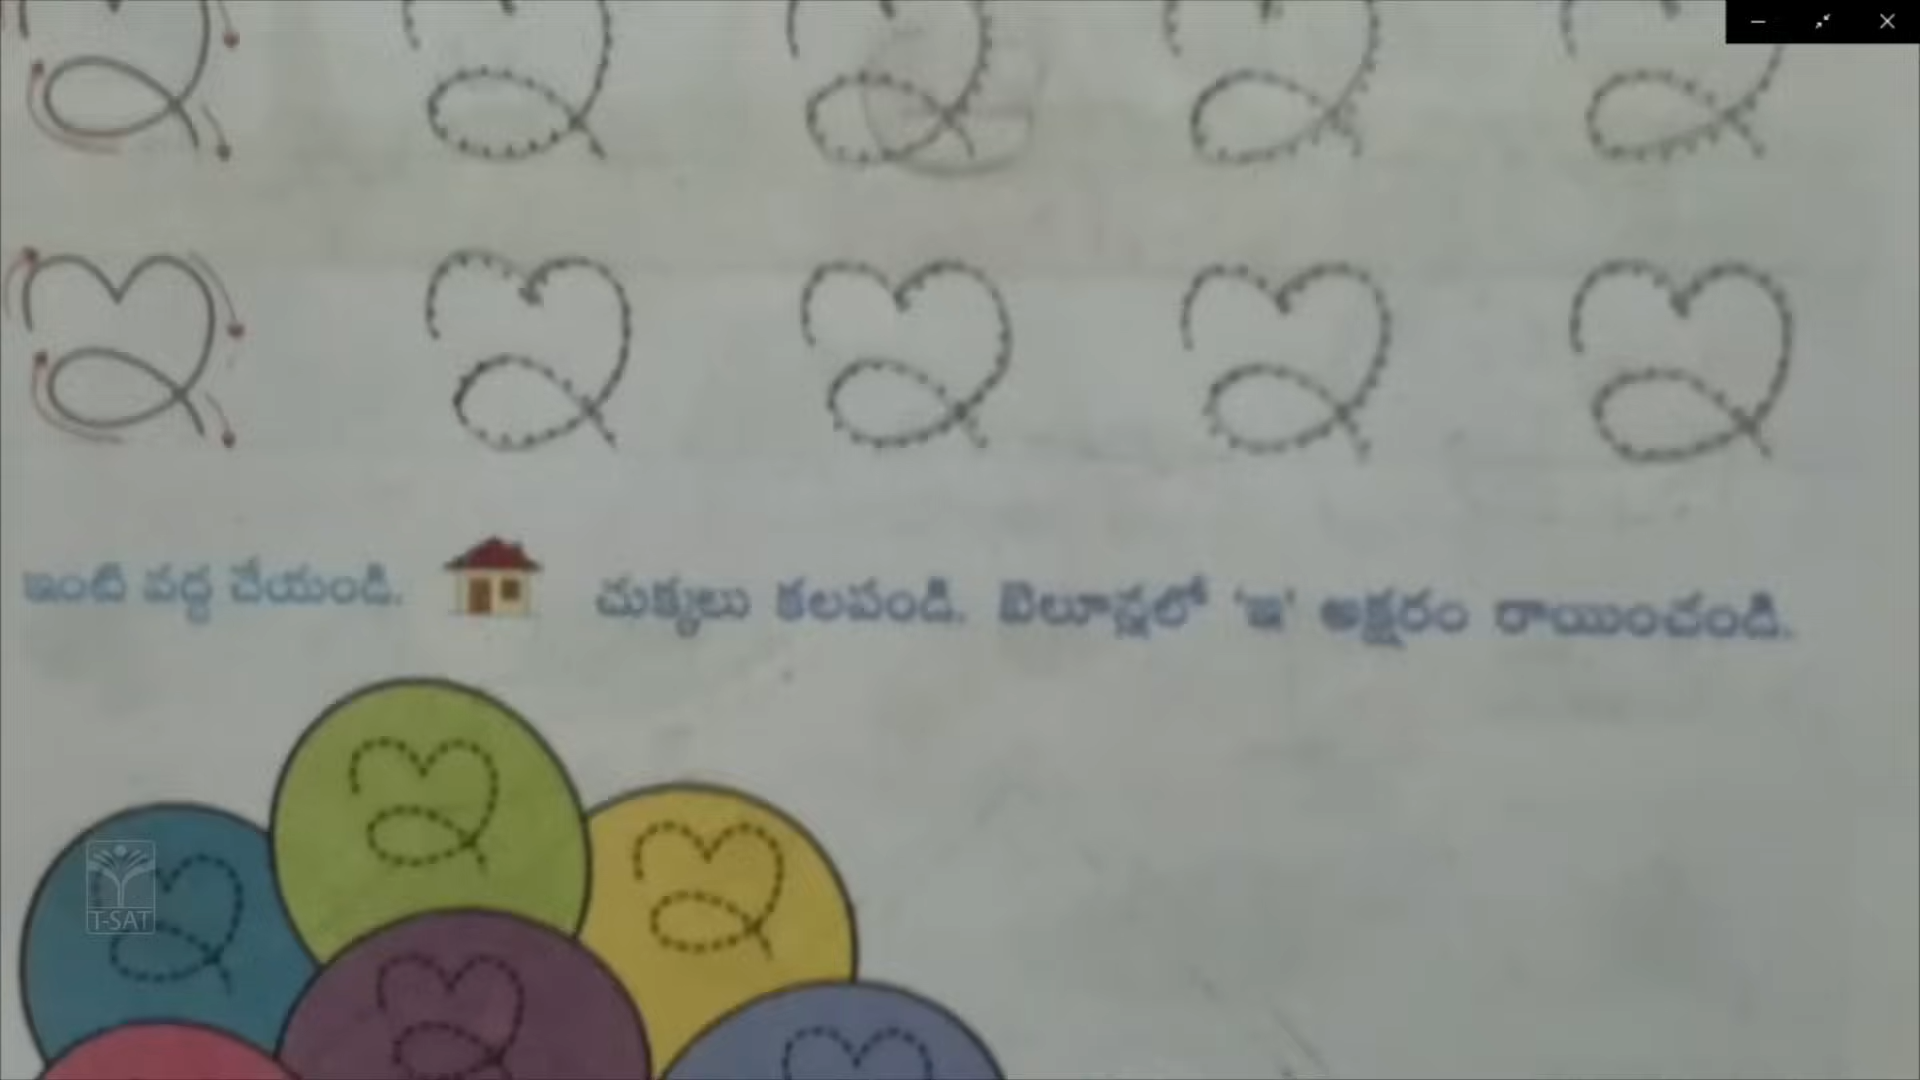 ఇ ఇ ఇ ఇ ఇ
ఇ ఇ ఇ ఇ ఇ
ఇంటి వద్ద చేయండి. చుక్కలు కలపండి. బెలూన్లలో 'ఇ' అక్షరం రాయించండి.
ఇ
ఇ
ఇ
ఇ
ఇ
T-SAT